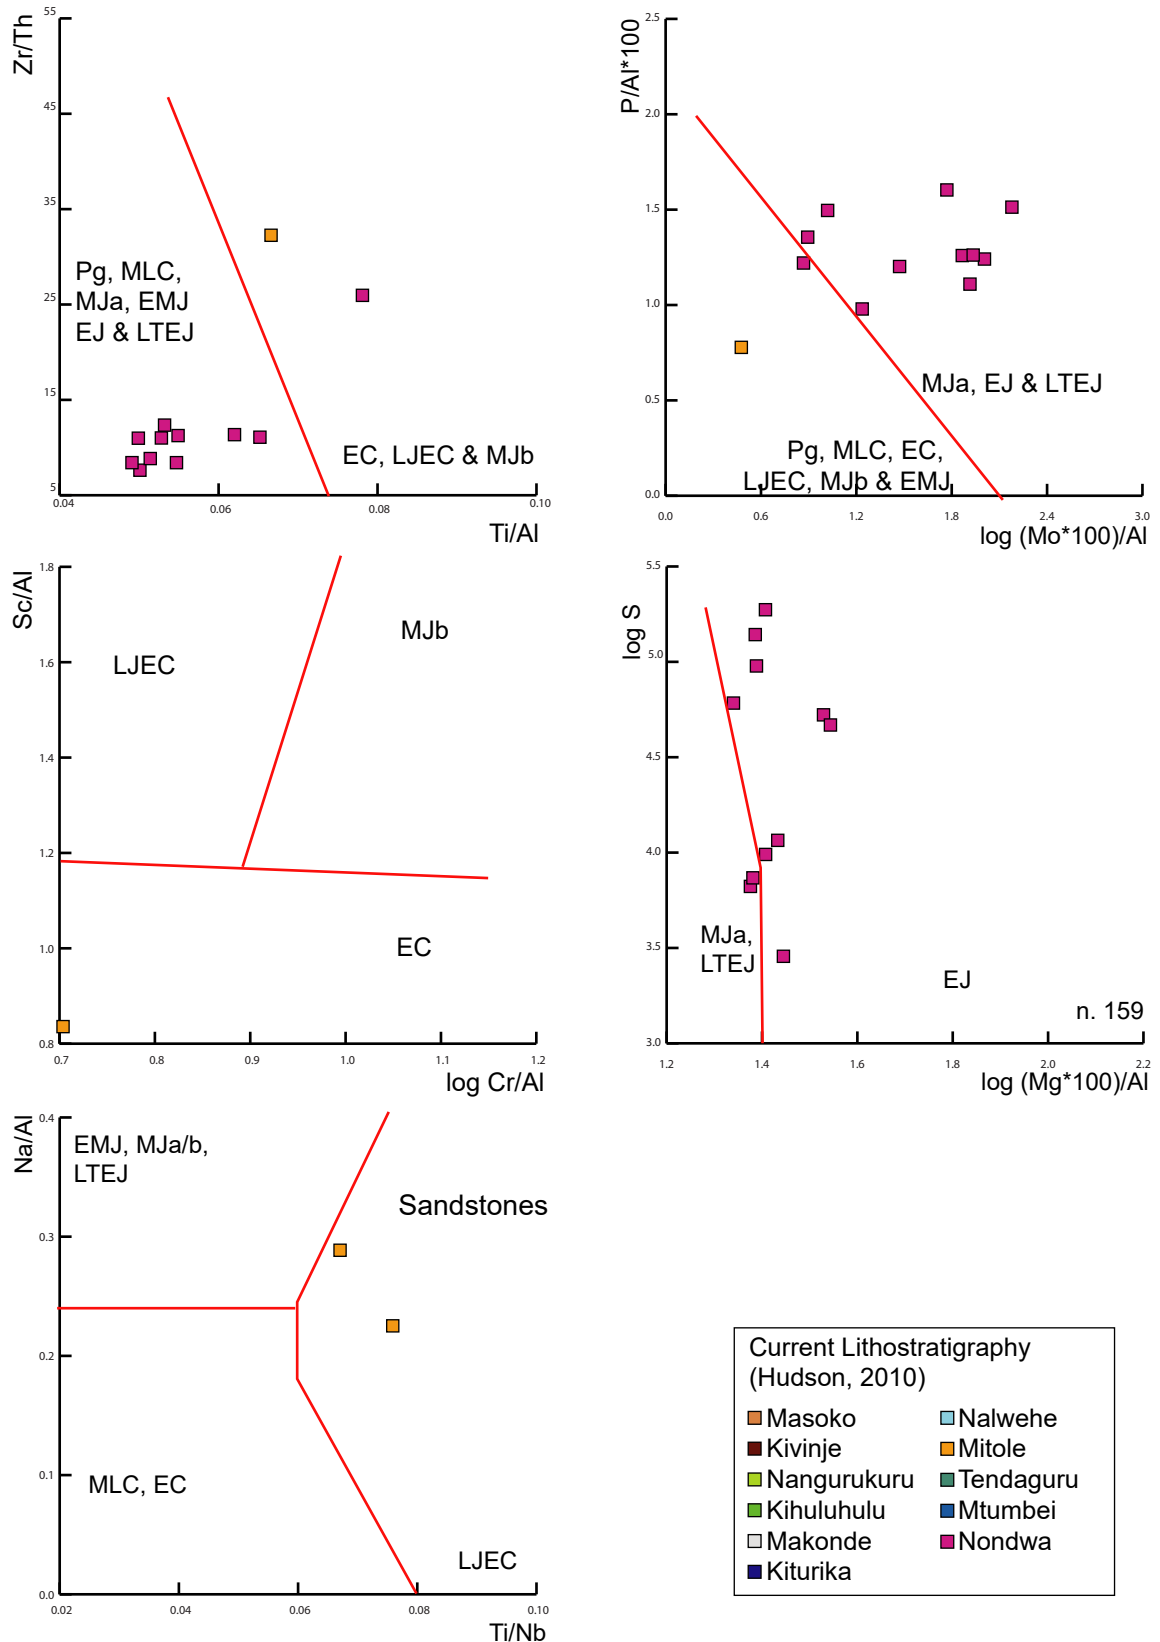 Zr/Th
55
45
35
25
15
5
Pg, MLC,
MJa, EMJ
EJ & LTEJ
EC, LJEC & MJb
0.04
0.06
0.08
0.10
Ti/Al
P/Al*100
2.5
2.0
1.5
1.0
0.5
0.0
MJa, EJ & LTEJ
Pg, MLC, EC,
LJEC, MJb & EMJ
0.0
0.6
1.2
1.8
2.4
3.0
log (Mo*100)/Al
Sc/Al
1.8
1.6
1.4
1.2
1.0
0.8
LJEC
MJb
EC
0.7
0.8
0.9
1.0
1.1
1.2
log Cr/Al
log S
5.5
5.0
4.5
4.0
3.5
3.0
MJa,
LTEJ
EJ
n. 159
1.2
1.4
1.6
1.8
2.0
2.2
log (Mg*100)/Al
Na/Al
0.4
0.3
0.2
0.1
0.0
EMJ, MJa/b,
LTEJ
Sandstones
MLC, EC
LJEC
0.02
0.04
0.06
0.08
0.10
Ti/Nb
Current Lithostratigraphy
(Hudson, 2010)
Masoko
Kivinje
Nangurukuru
Kihuluhulu
Makonde
Kiturika
Nalwehe
Mitole
Tendaguru
Mtumbei
Nondwa